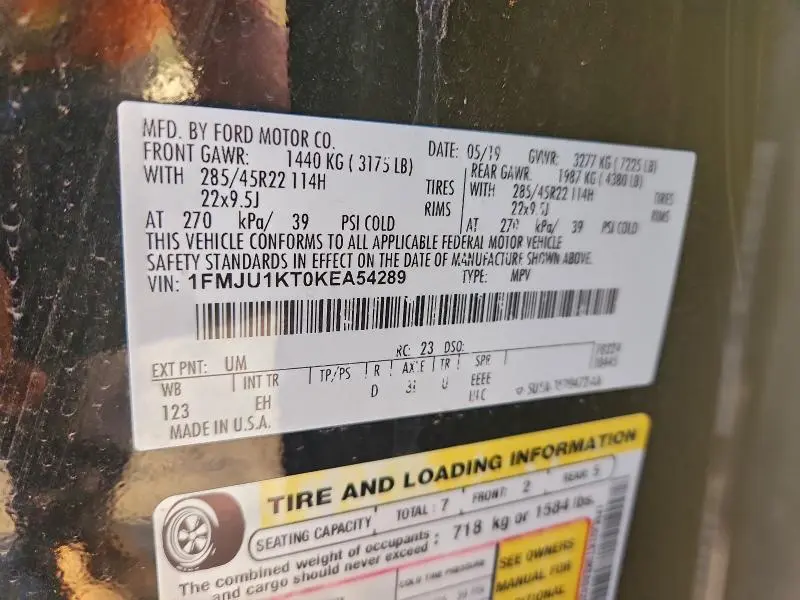 MFD. BY FORD MOTOR CO. DATE: 05/19 GVWR: 3277 KG (7225 LB)
FRONT GAWR: 1440 KG (3175 LB) REAR GAWR: 1987 KG (4380 LB)
WITH 285/45R22 114H TIRES WITH 285/45R22 114H TIRES
22x9.5J RIMS 22x9.5J RIMS
AT 270 kPa/ 39 PSI COLD AT 270 kPa/ 39 PSI COLD
THIS VEHICLE CONFORMS TO ALL APPLICABLE FEDERAL MOTOR VEHICLE
SAFETY STANDARDS IN EFFECT ON THE DATE OF MANUFACTURE SHOWN ABOVE.
VIN: 1FMJU1KT0KEA54289 TYPE: MPV
RC: 23 DSO:
EXT PNT: UM
WB INT TR TP/PS R AXLE TR SPR
123 EH D EEEE
MADE IN U.S.A.
TIRE AND LOADING INFORMATION
SEATING CAPACITY TOTAL: 7 FRONT: 2 REAR: 5
The combined weight of occupants and cargo should never exceed: 718 kg or 1584 lbs.
COLD TIRE PRESSURE
SEE OWNERS
MANUAL FOR